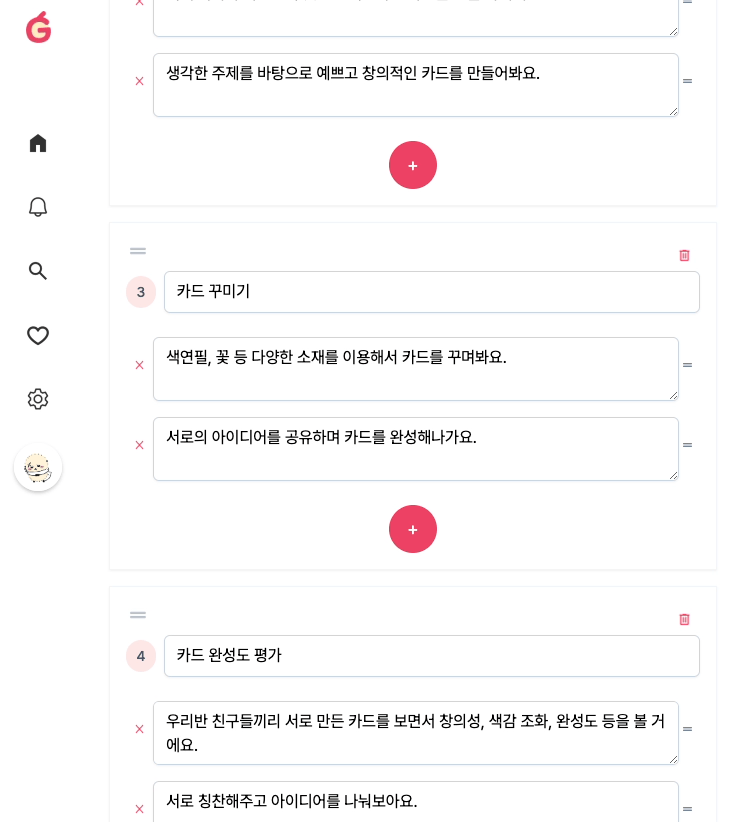 생각한 주제를 바탕으로 예쁘고 창의적인 카드를 만들어봐요.
+
3
카드 꾸미기
색연필, 꽃 등 다양한 소재를 이용해서 카드를 꾸며봐요.
서로의 아이디어를 공유하며 카드를 완성해나가요.
+
4
카드 완성도 평가
우리반 친구들끼리 서로 만든 카드를 보면서 창의성, 색감 조화, 완성도 등을 볼 거
에요.
서로 칭찬해주고 아이디어를 나눠보아요.